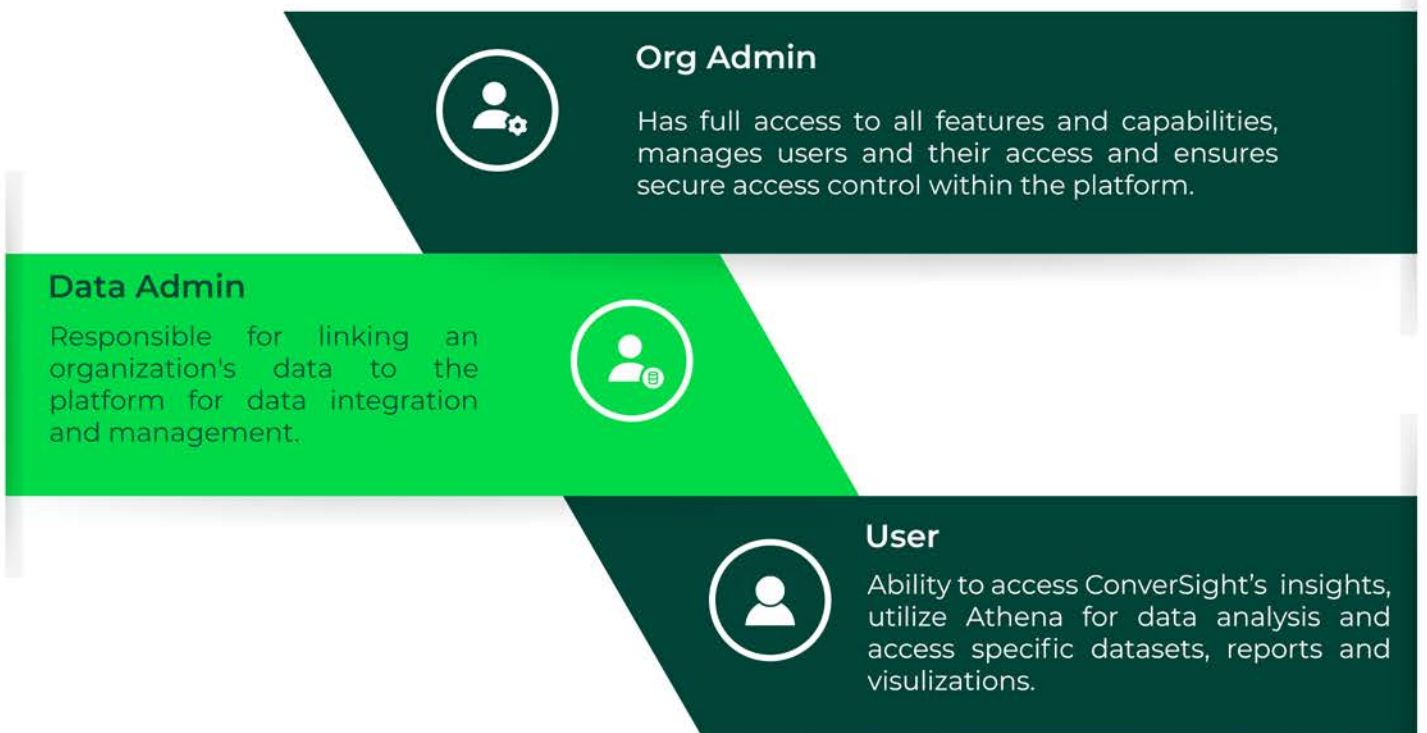 Org Admin
Has full access to all features and capabilities,
manages users and their access and ensures
secure access control within the platform.
Data Admin
Responsible for linking an
organization's data to the
platform for data integration
and management.
User
Ability to access ConverSight’s insights,
utilize Athena for data analysis and
access specific datasets, reports and
visulizations.